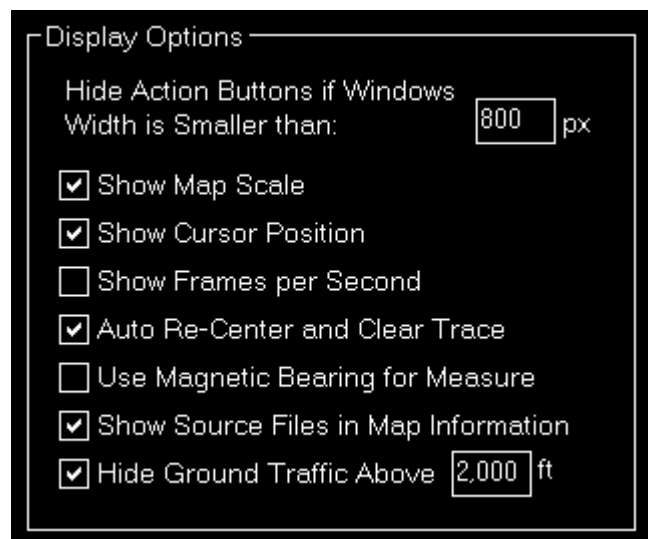 Display Options
Hide Action Buttons if Windows
Width is Smaller than: 800 px
Show Map Scale
Show Cursor Position
Show Frames per Second
Auto Re-Center and Clear Trace
Use Magnetic Bearing for Measure
Show Source Files in Map Information
Hide Ground Traffic Above 2,000 ft